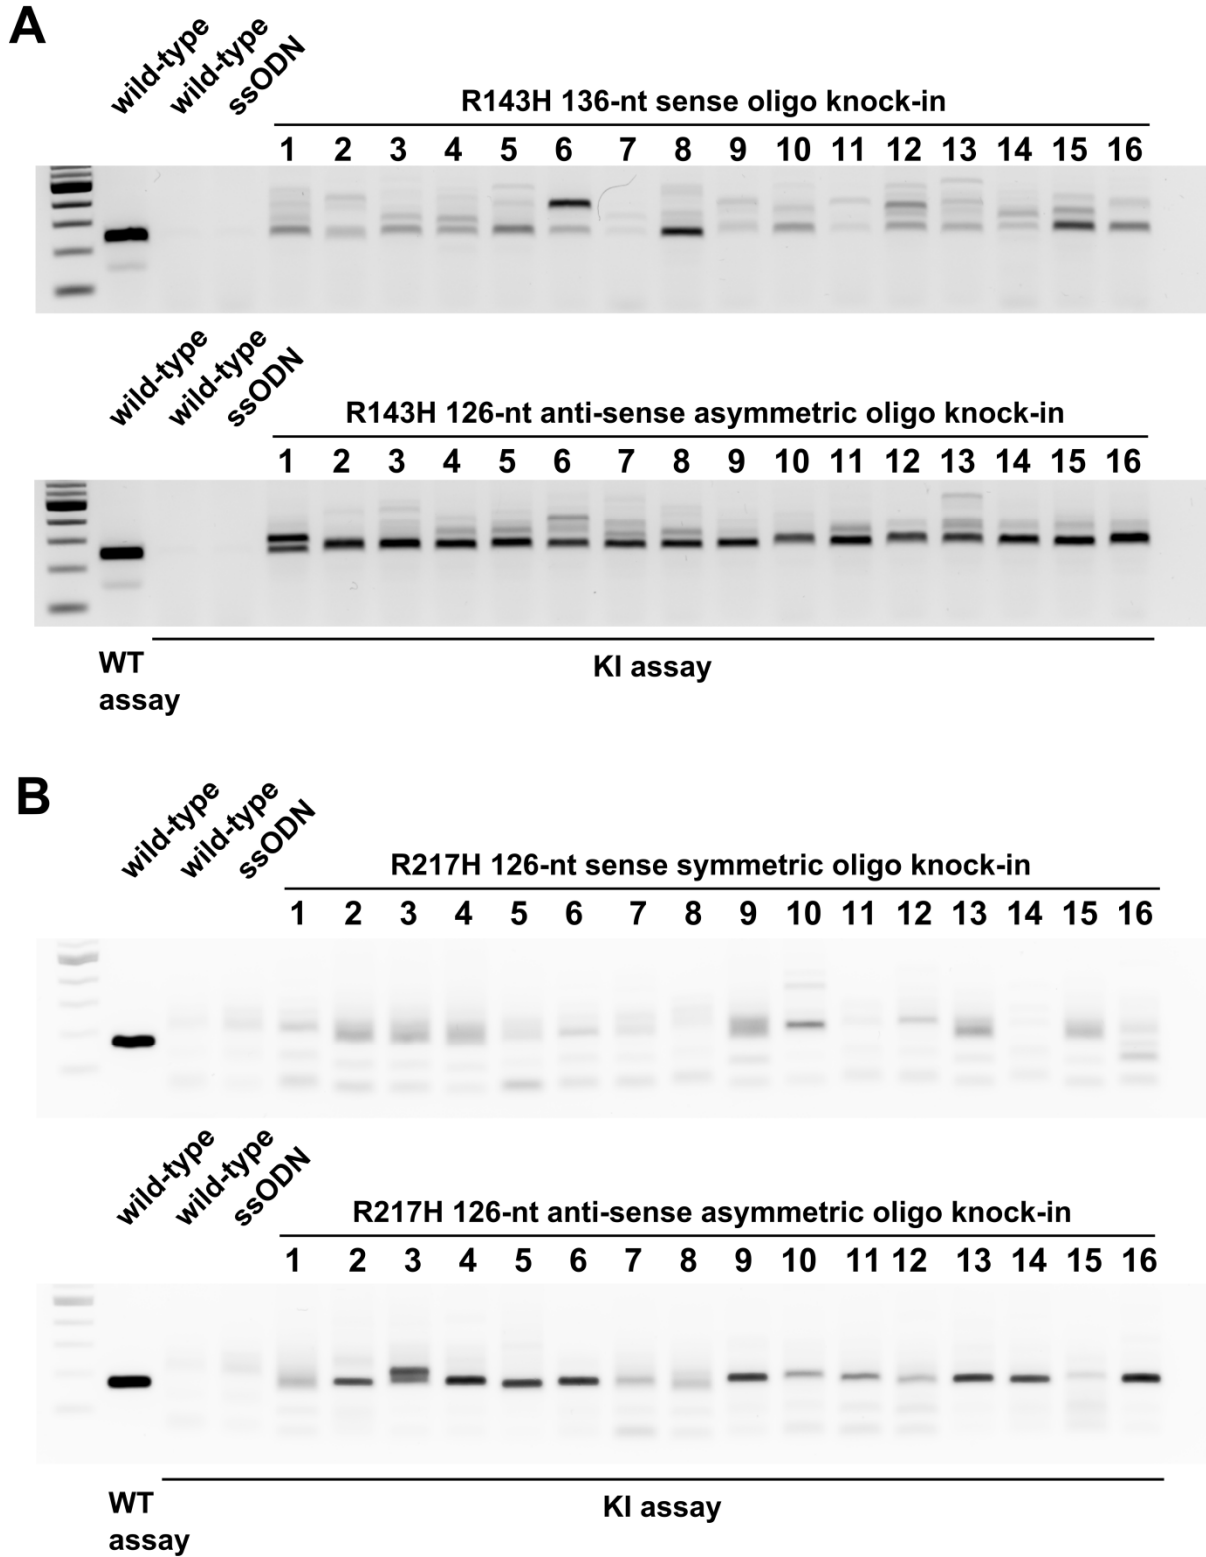 A
wild-type
wild-type
ssODN
R143H 136-nt sense oligo knock-in
1 2 3 4 5 6 7 8 9 10 11 12 13 14 15 16
wild-type
wild-type
ssODN
R143H 126-nt anti-sense asymmetric oligo knock-in
1 2 3 4 5 6 7 8 9 10 11 12 13 14 15 16
WT
assay
KI assay
B
wild-type
wild-type
ssODN
R217H 126-nt sense symmetric oligo knock-in
1 2 3 4 5 6 7 8 9 10 11 12 13 14 15 16
wild-type
wild-type
ssODN
R217H 126-nt anti-sense asymmetric oligo knock-in
1 2 3 4 5 6 7 8 9 10 11 12 13 14 15 16
WT
assay
KI assay